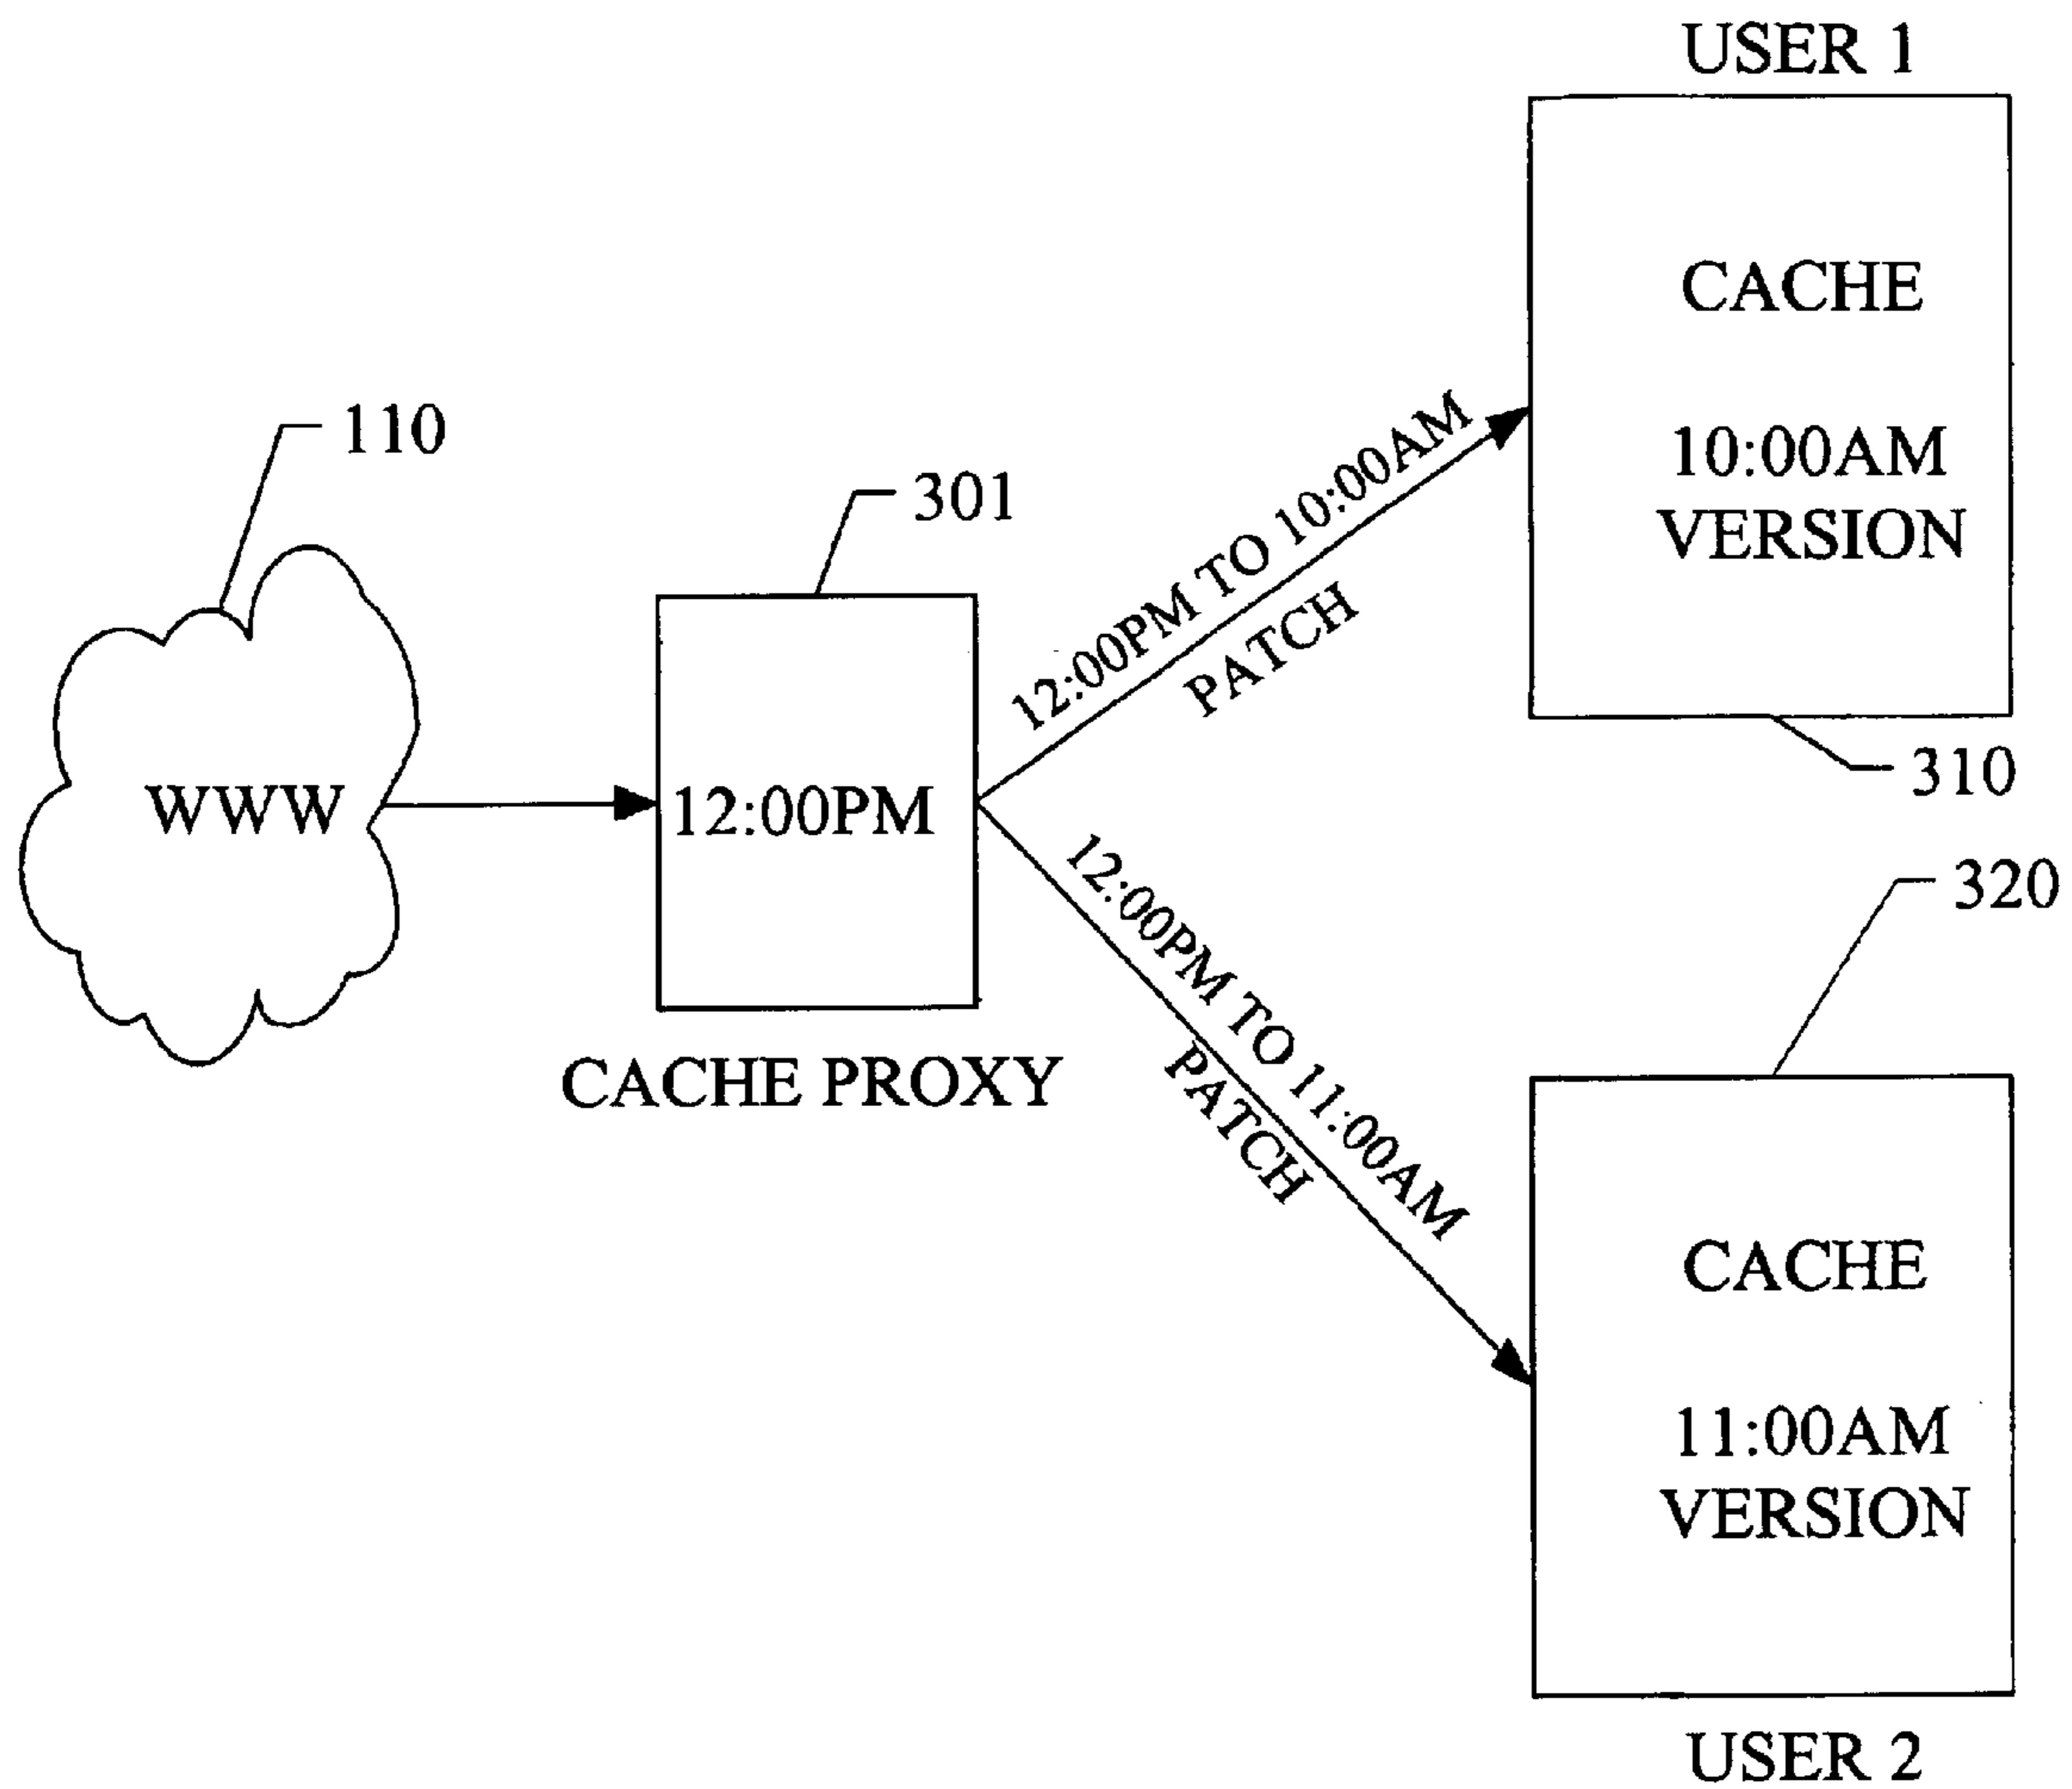 USER 1
CACHE
10:00AM
VERSION
310
110
301
WWW
12:00PM
CACHE PROXY
12:00PM TO 10:00AM
PATCH
12:00PM TO 11:00AM
PATCH
320
CACHE
11:00AM
VERSION
USER 2